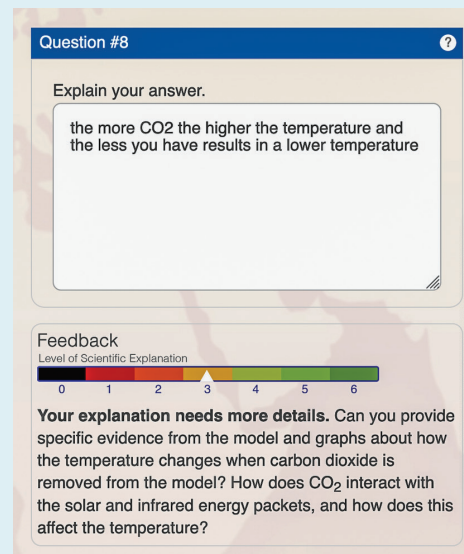 Question #8
?
Explain your answer.
the more CO2 the higher the temperature and
the less you have results in a lower temperature
Feedback
Level of Scientific Explanation
0 1 2 3 4 5 6
Your explanation needs more details. Can you provide
specific evidence from the model and graphs about how
the temperature changes when carbon dioxide is
removed from the model? How does CO₂ interact with
the solar and infrared energy packets, and how does this
affect the temperature?